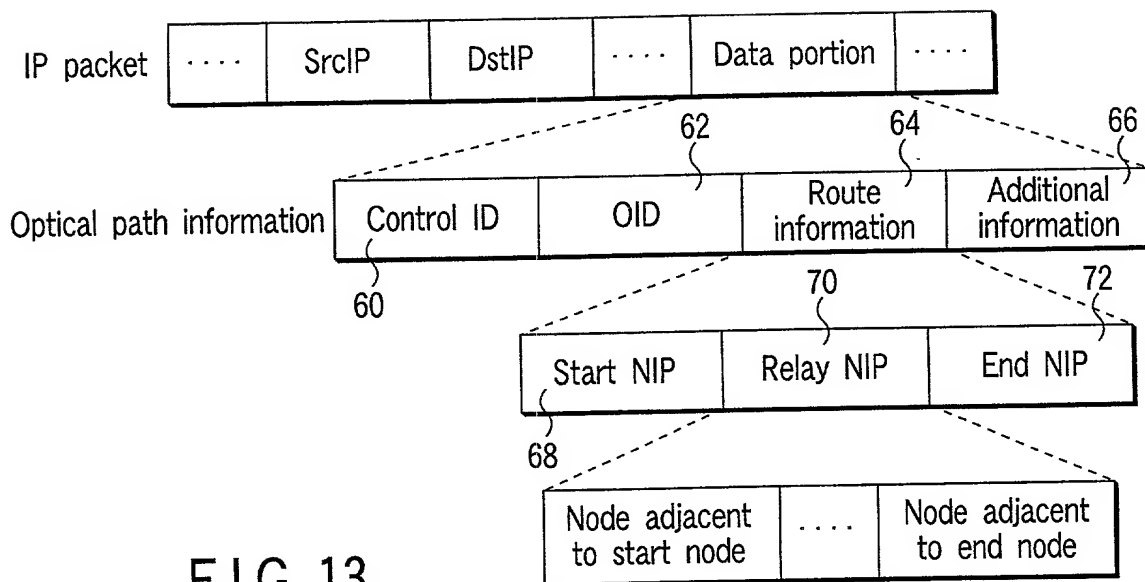 IP packet .... SrcIP DstIP .... Data portion ....
62 64 66
Optical path information Control ID OID Route information Additional information
60 70 72
Start NIP Relay NIP End NIP
68
Node adjacent to start node .... Node adjacent to end node
FIG. 13